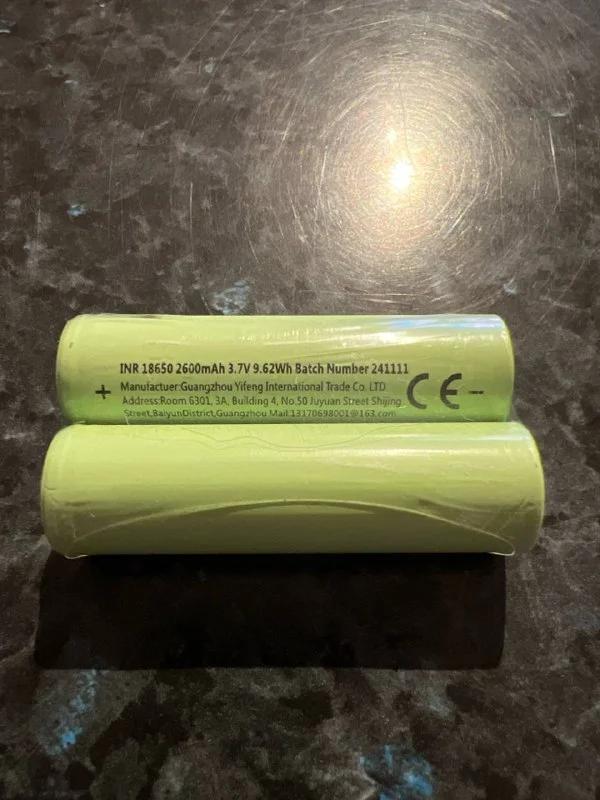 INR 18650 2600mAh 3.7V 9.62Wh Batch Number 241111
+ Manufactuer:Guangzhou Yifeng International Trade Co. LTD CE -
Address:Room 6301, 3A, Building 4, No.50 Juyuan Street Shijing
Street,BaiyunDistrict,Guangzhou Mail:13170698001@163.com